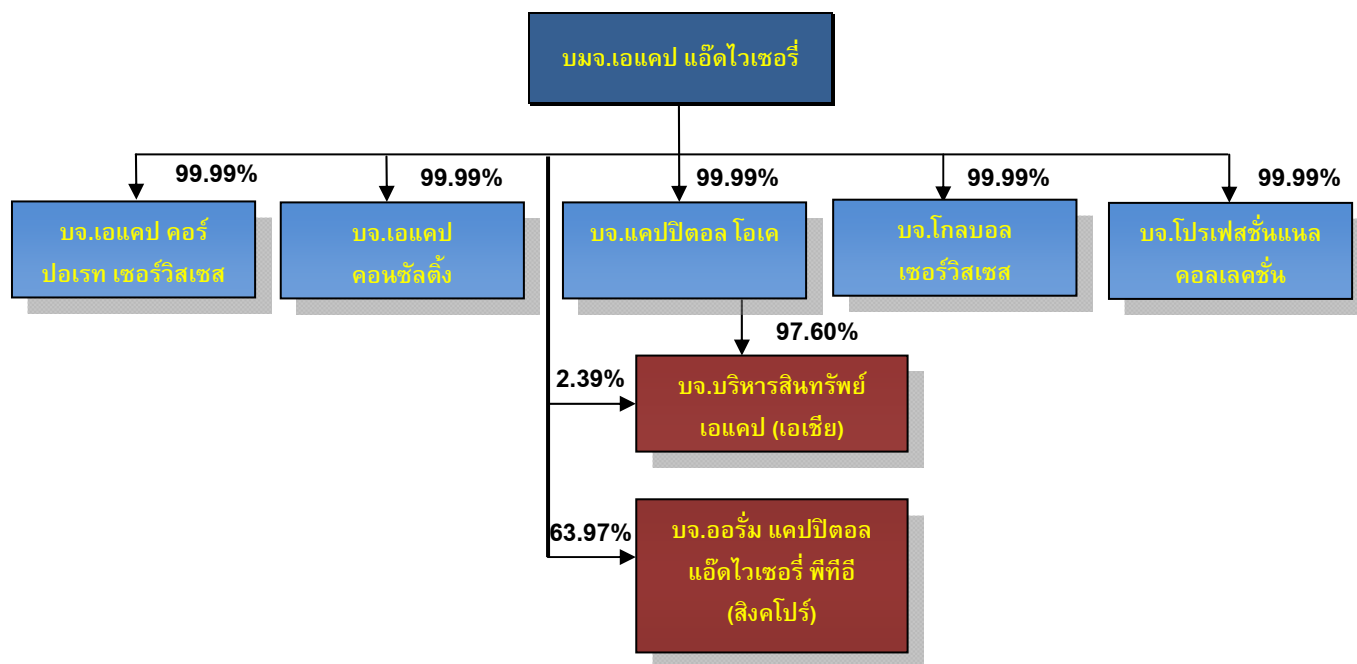 บมจ.เอแคป แอ๊ดไวเซอรี่
99.99%
99.99%
99.99%
99.99%
99.99%
บจ.เอแคป คอร์
ปอเรท เซอร์วิสเซส
บจ.เอแคป
คอนซัลติ้ง
บจ.แคปปิตอล โอเค
บจ.โกลบอล
เซอร์วิสเซส
บจ.โปรเฟสชั่นแนล
คอลเลคชั่น
97.60%
2.39%
บจ.บริหารสินทรัพย์
เอแคป (เอเชีย)
63.97%
บจ.ออรั่ม แคปปิตอล
แอ๊ดไวเซอรี่ พีทีอี
(สิงคโปร์)